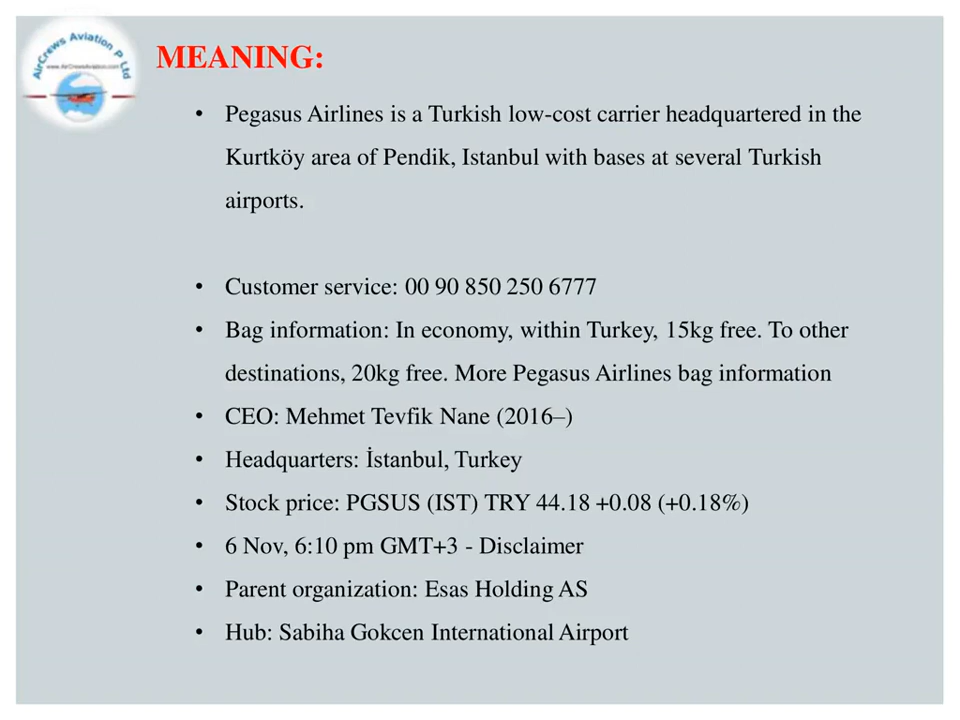 AirCrews Aviation P Ltd
www.AirCrewsAviation.com
MEANING:
• Pegasus Airlines is a Turkish low-cost carrier headquartered in the
Kurtköy area of Pendik, Istanbul with bases at several Turkish
airports.
• Customer service: 00 90 850 250 6777
• Bag information: In economy, within Turkey, 15kg free. To other
destinations, 20kg free. More Pegasus Airlines bag information
• CEO: Mehmet Tevfik Nane (2016–)
• Headquarters: İstanbul, Turkey
• Stock price: PGSUS (IST) TRY 44.18 +0.08 (+0.18%)
• 6 Nov, 6:10 pm GMT+3 - Disclaimer
• Parent organization: Esas Holding AS
• Hub: Sabiha Gokcen International Airport